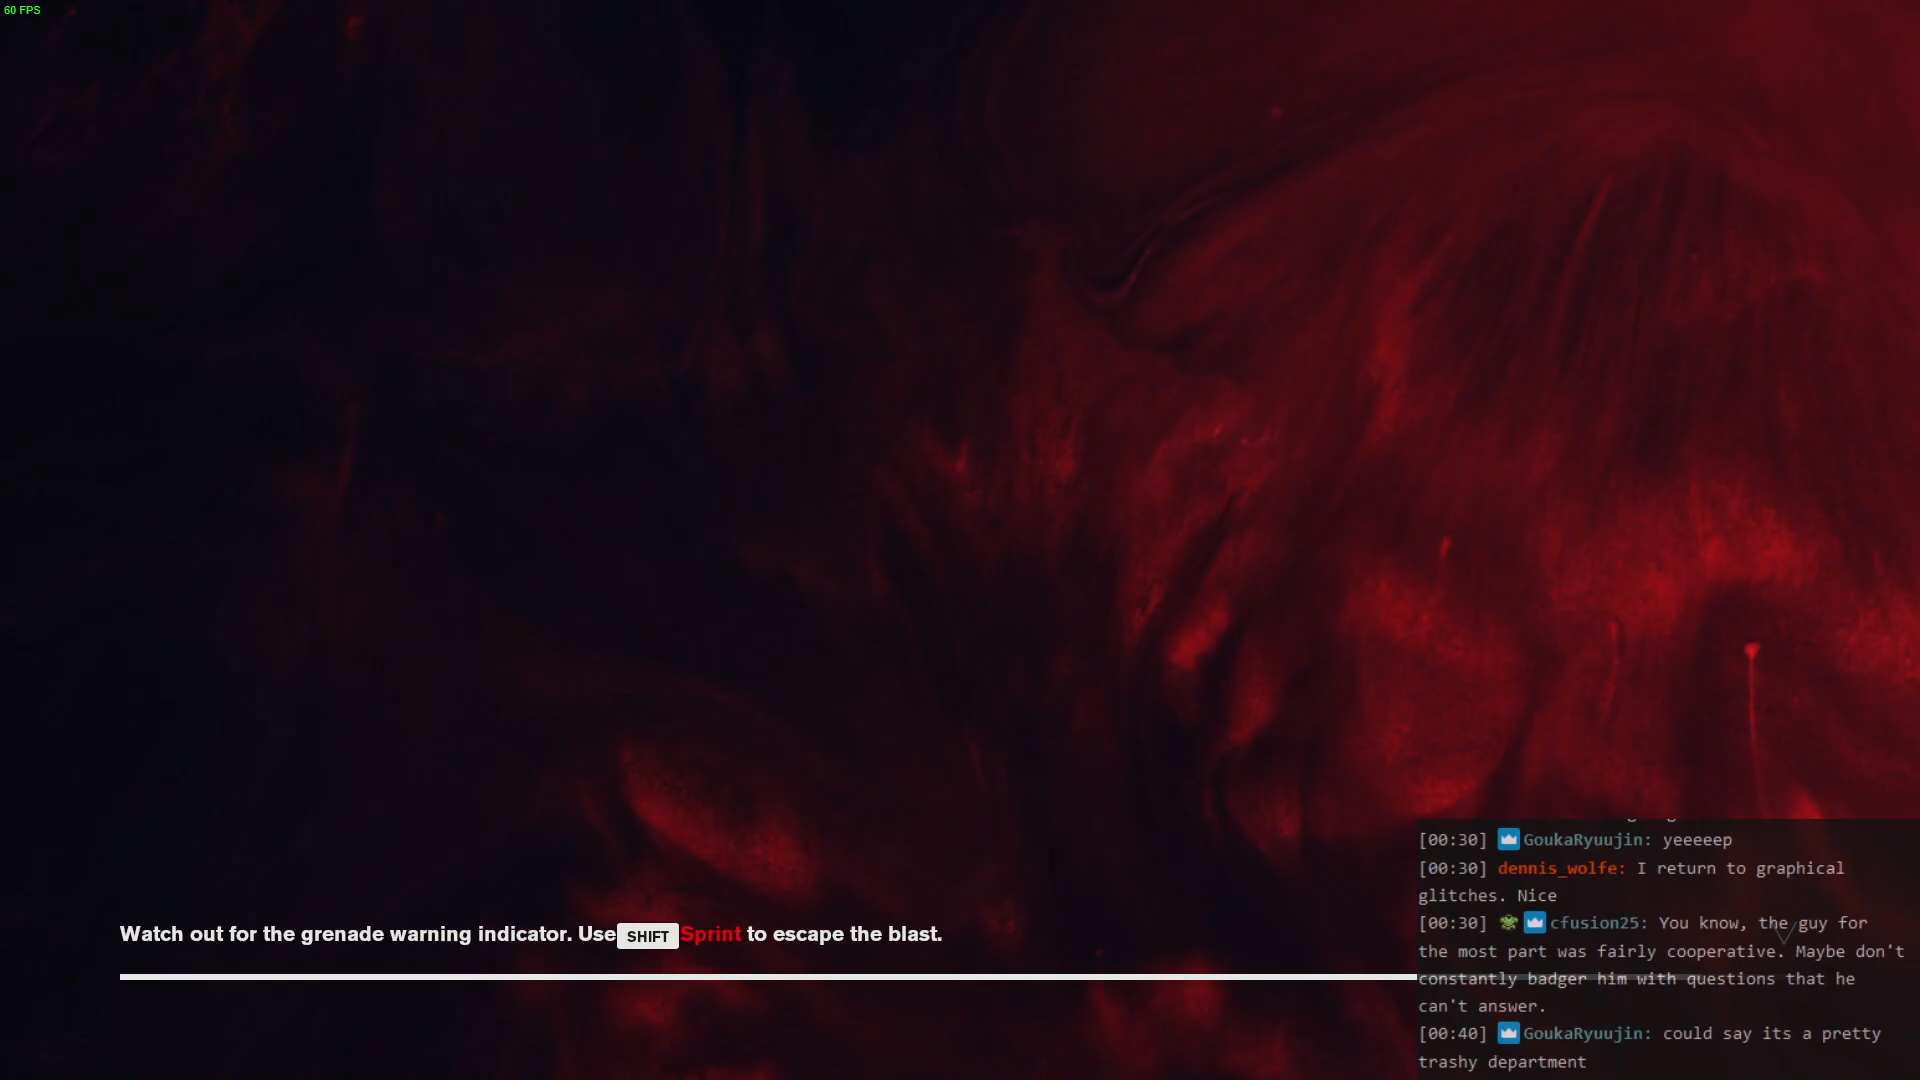 60 FPS
Watch out for the grenade warning indicator. Use SHIFT Sprint to escape the blast.
[00:30] GoukaRyuujin: yeeeeep
[00:30] dennis_wolfe: I return to graphical
glitches. Nice
[00:30] cfusion25: You know, the guy for
the most part was fairly cooperative. Maybe don't
constantly badger him with questions that he
can't answer.
[00:40] GoukaRyuujin: could say its a pretty
trashy department